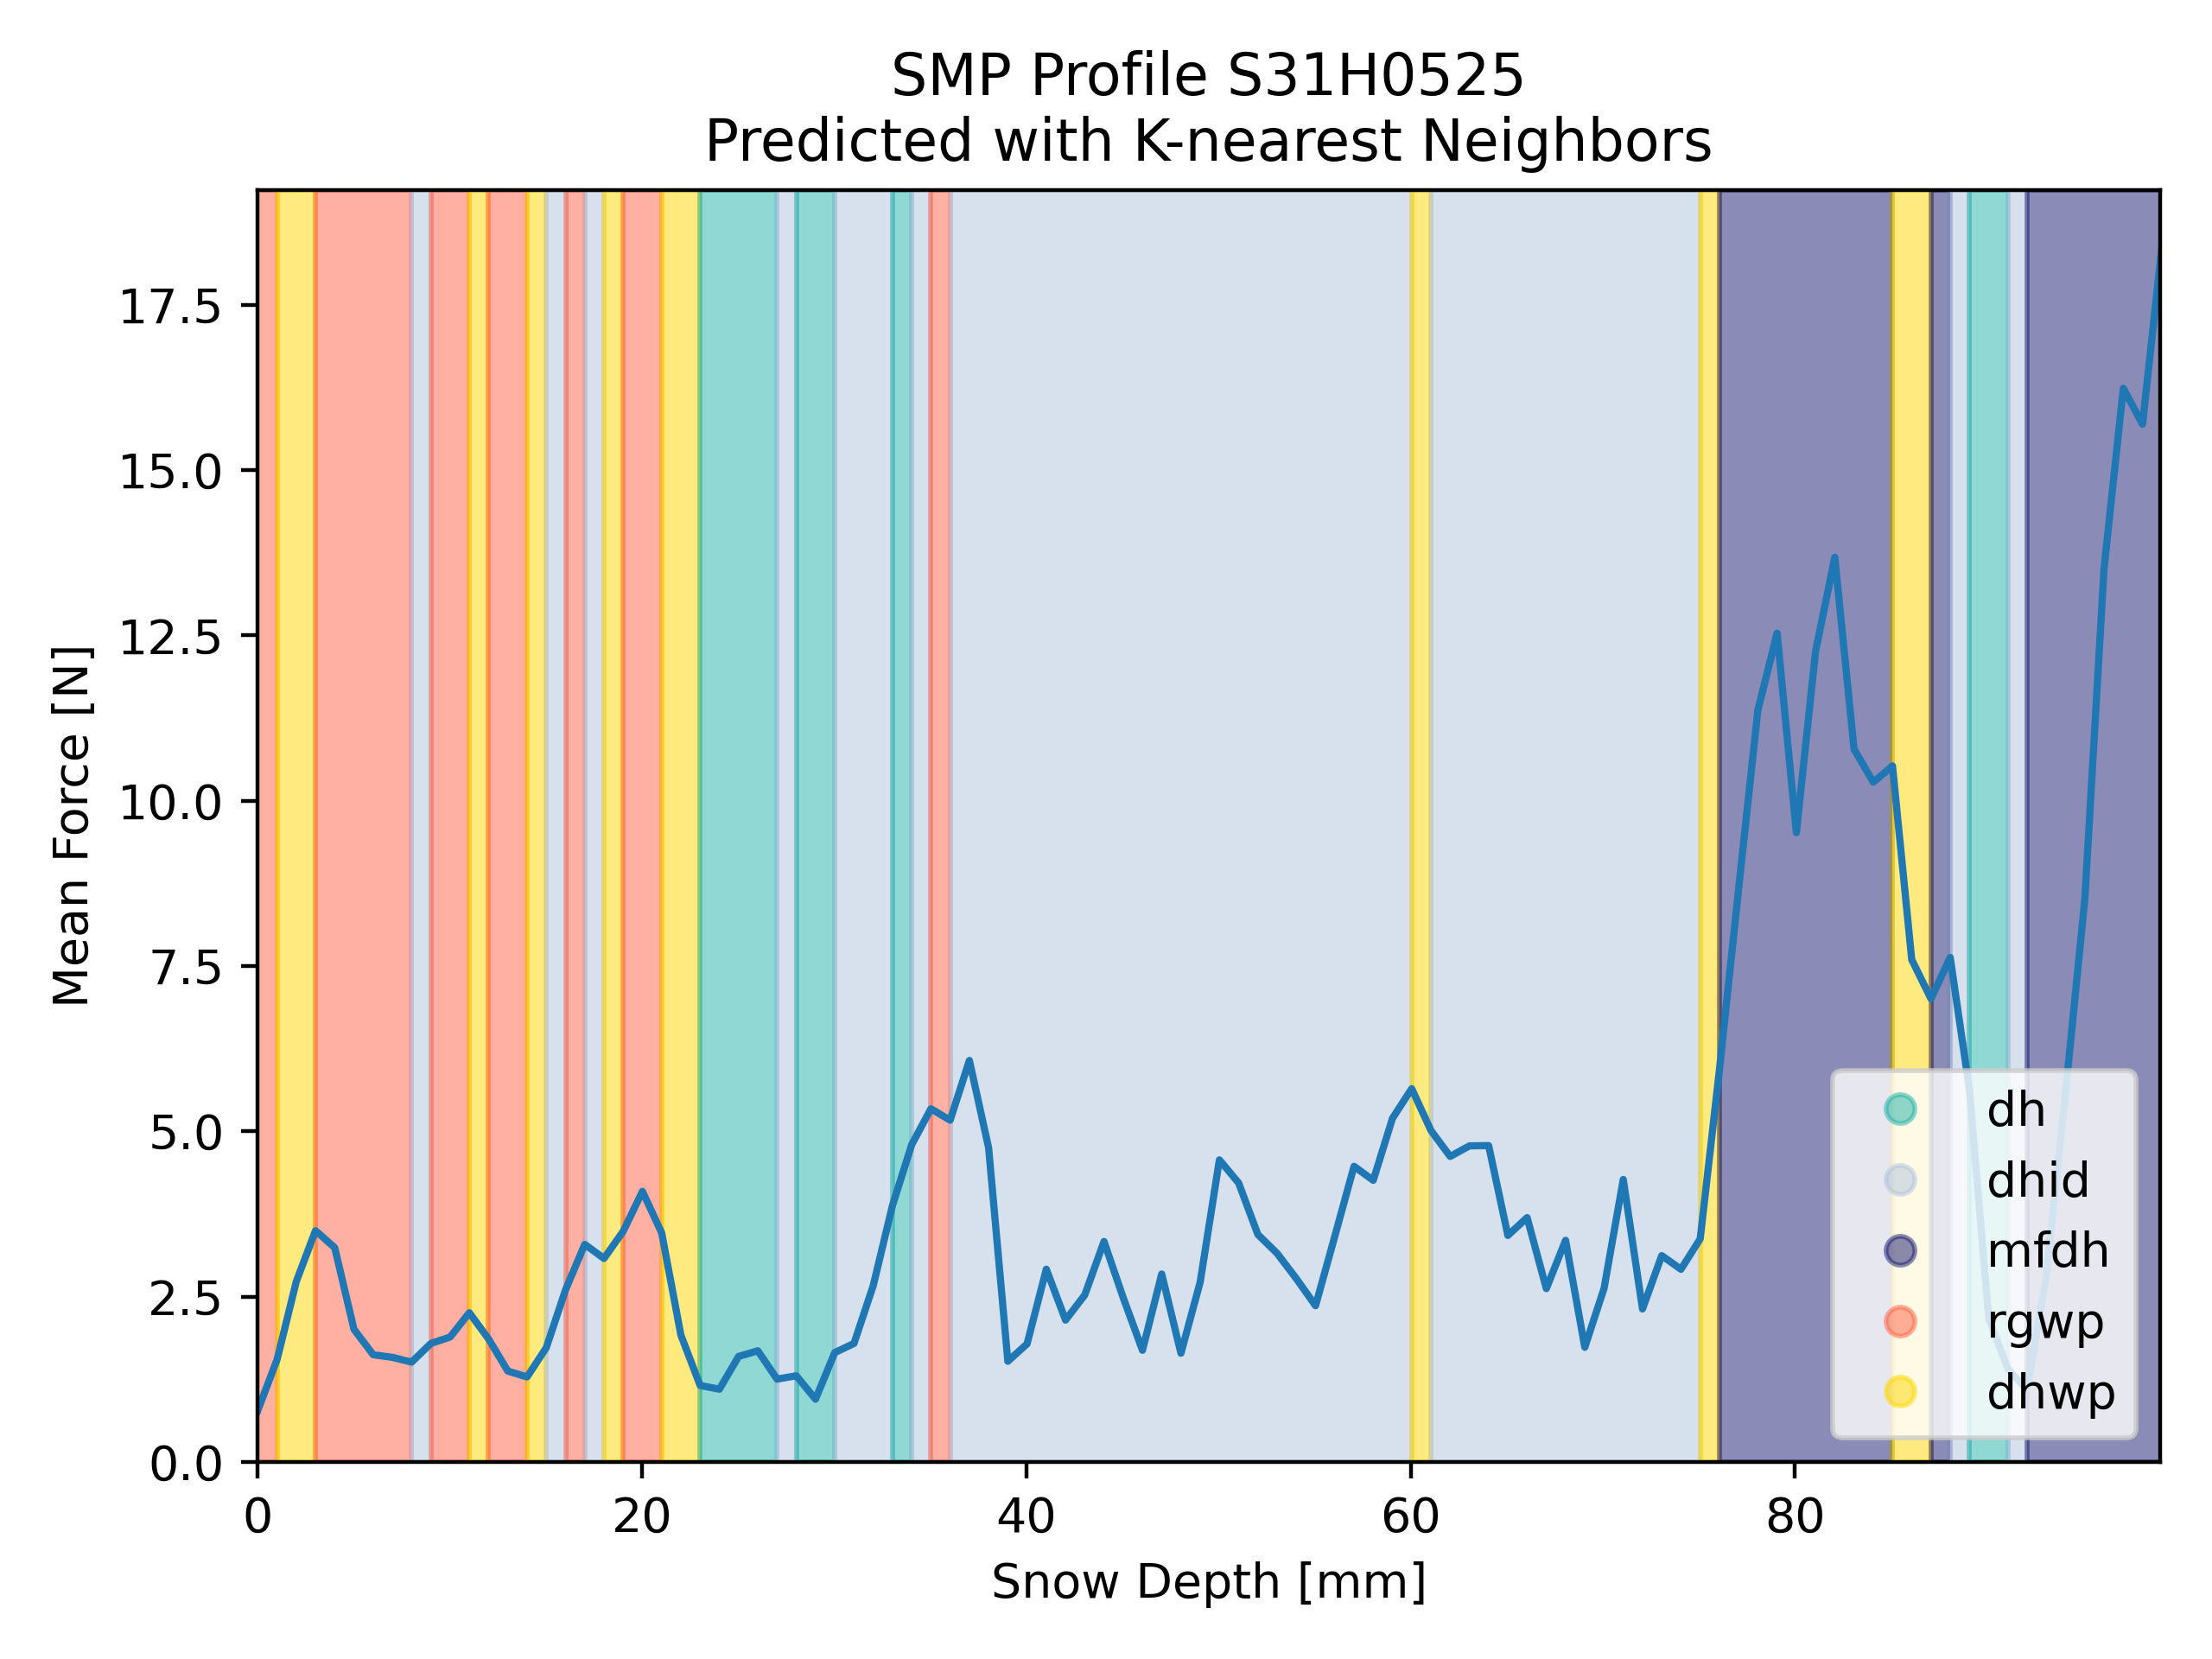 SMP Profile S31H0525
Predicted with K-nearest Neighbors
Mean Force [N]
17.5
15.0
12.5
10.0
7.5
5.0
2.5
0.0
0
20
40
60
80
Snow Depth [mm]
dh
dhid
mfdh
rgwp
dhwp